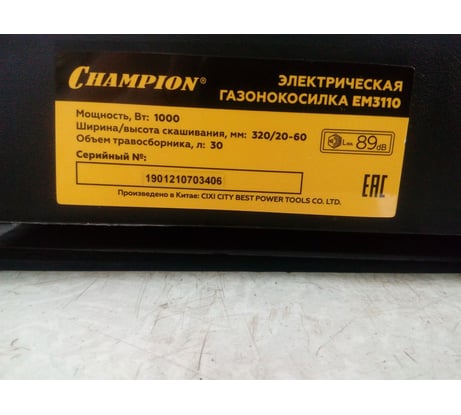 CHAMPION®
ЭЛЕКТРИЧЕСКАЯ
ГАЗОНОКОСИЛКА EM3110
Мощность, Вт: 1000
Ширина/высота скашивания, мм: 320/20-60
Объем травосборника, л: 30
Серийный №:
1901210703406
Произведено в Китае: CIXI CITY BEST POWER TOOLS CO. LTD.
89dB
EAC